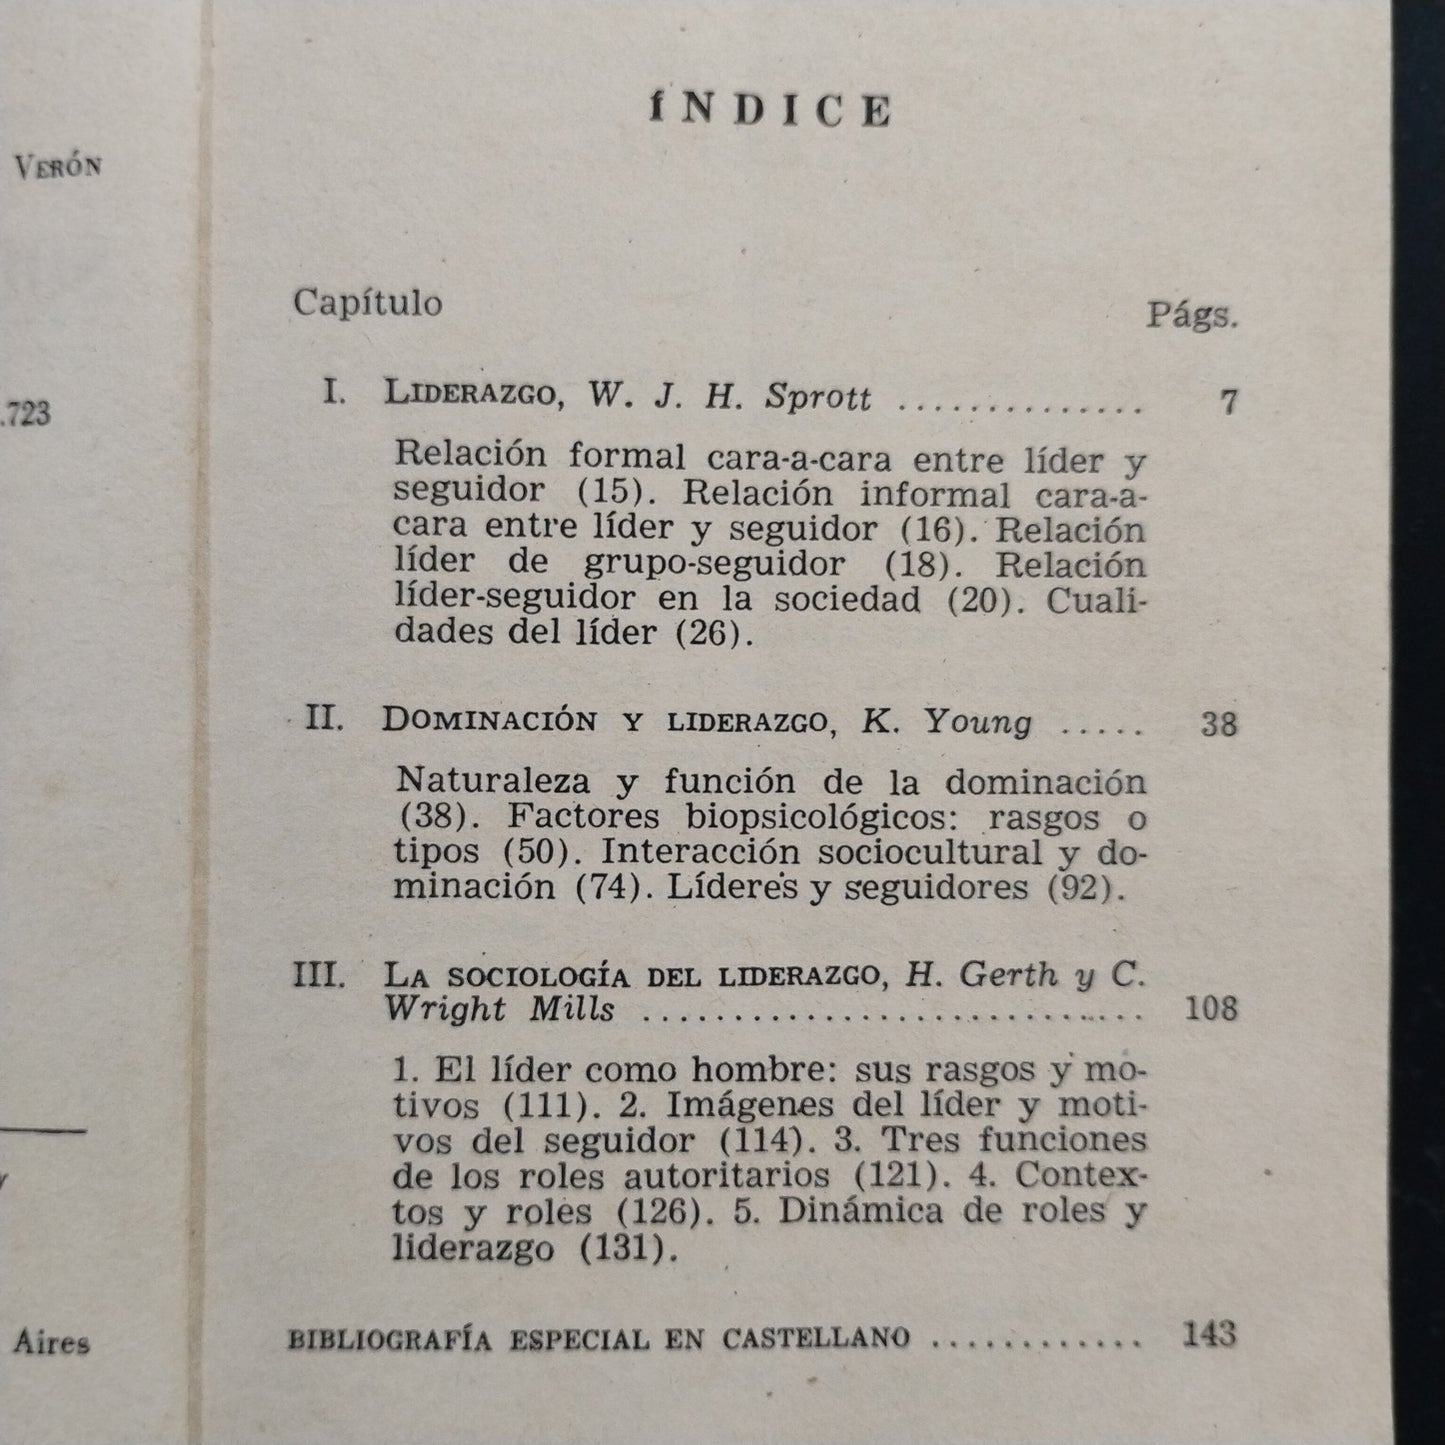 VERÓN
.723
Aires
ÍNDICE
Capítulo Págs.
I. LIDERAZGO, W. J. H. Sprott .............. 7
Relación formal cara-a-cara entre líder y
seguidor (15). Relación informal cara-a-
cara entre líder y seguidor (16). Relación
líder de grupo-seguidor (18). Relación
líder-seguidor en la sociedad (20). Cuali-
dades del líder (26).
II. DOMINACIÓN Y LIDERAZGO, K. Young ..... 38
Naturaleza y función de la dominación
(38). Factores biopsicológicos: rasgos o
tipos (50). Interacción sociocultural y do-
minación (74). Líderes y seguidores (92).
III. LA SOCIOLOGÍA DEL LIDERAZGO, H. Gerth y C.
Wright Mills ............................ 108
1. El líder como hombre: sus rasgos y mo-
tivos (111). 2. Imágenes del líder y moti-
vos del seguidor (114). 3. Tres funciones
de los roles autoritarios (121). 4. Contex-
tos y roles (126). 5. Dinámica de roles y
liderazgo (131).
BIBLIOGRAFÍA ESPECIAL EN CASTELLANO ............ 143